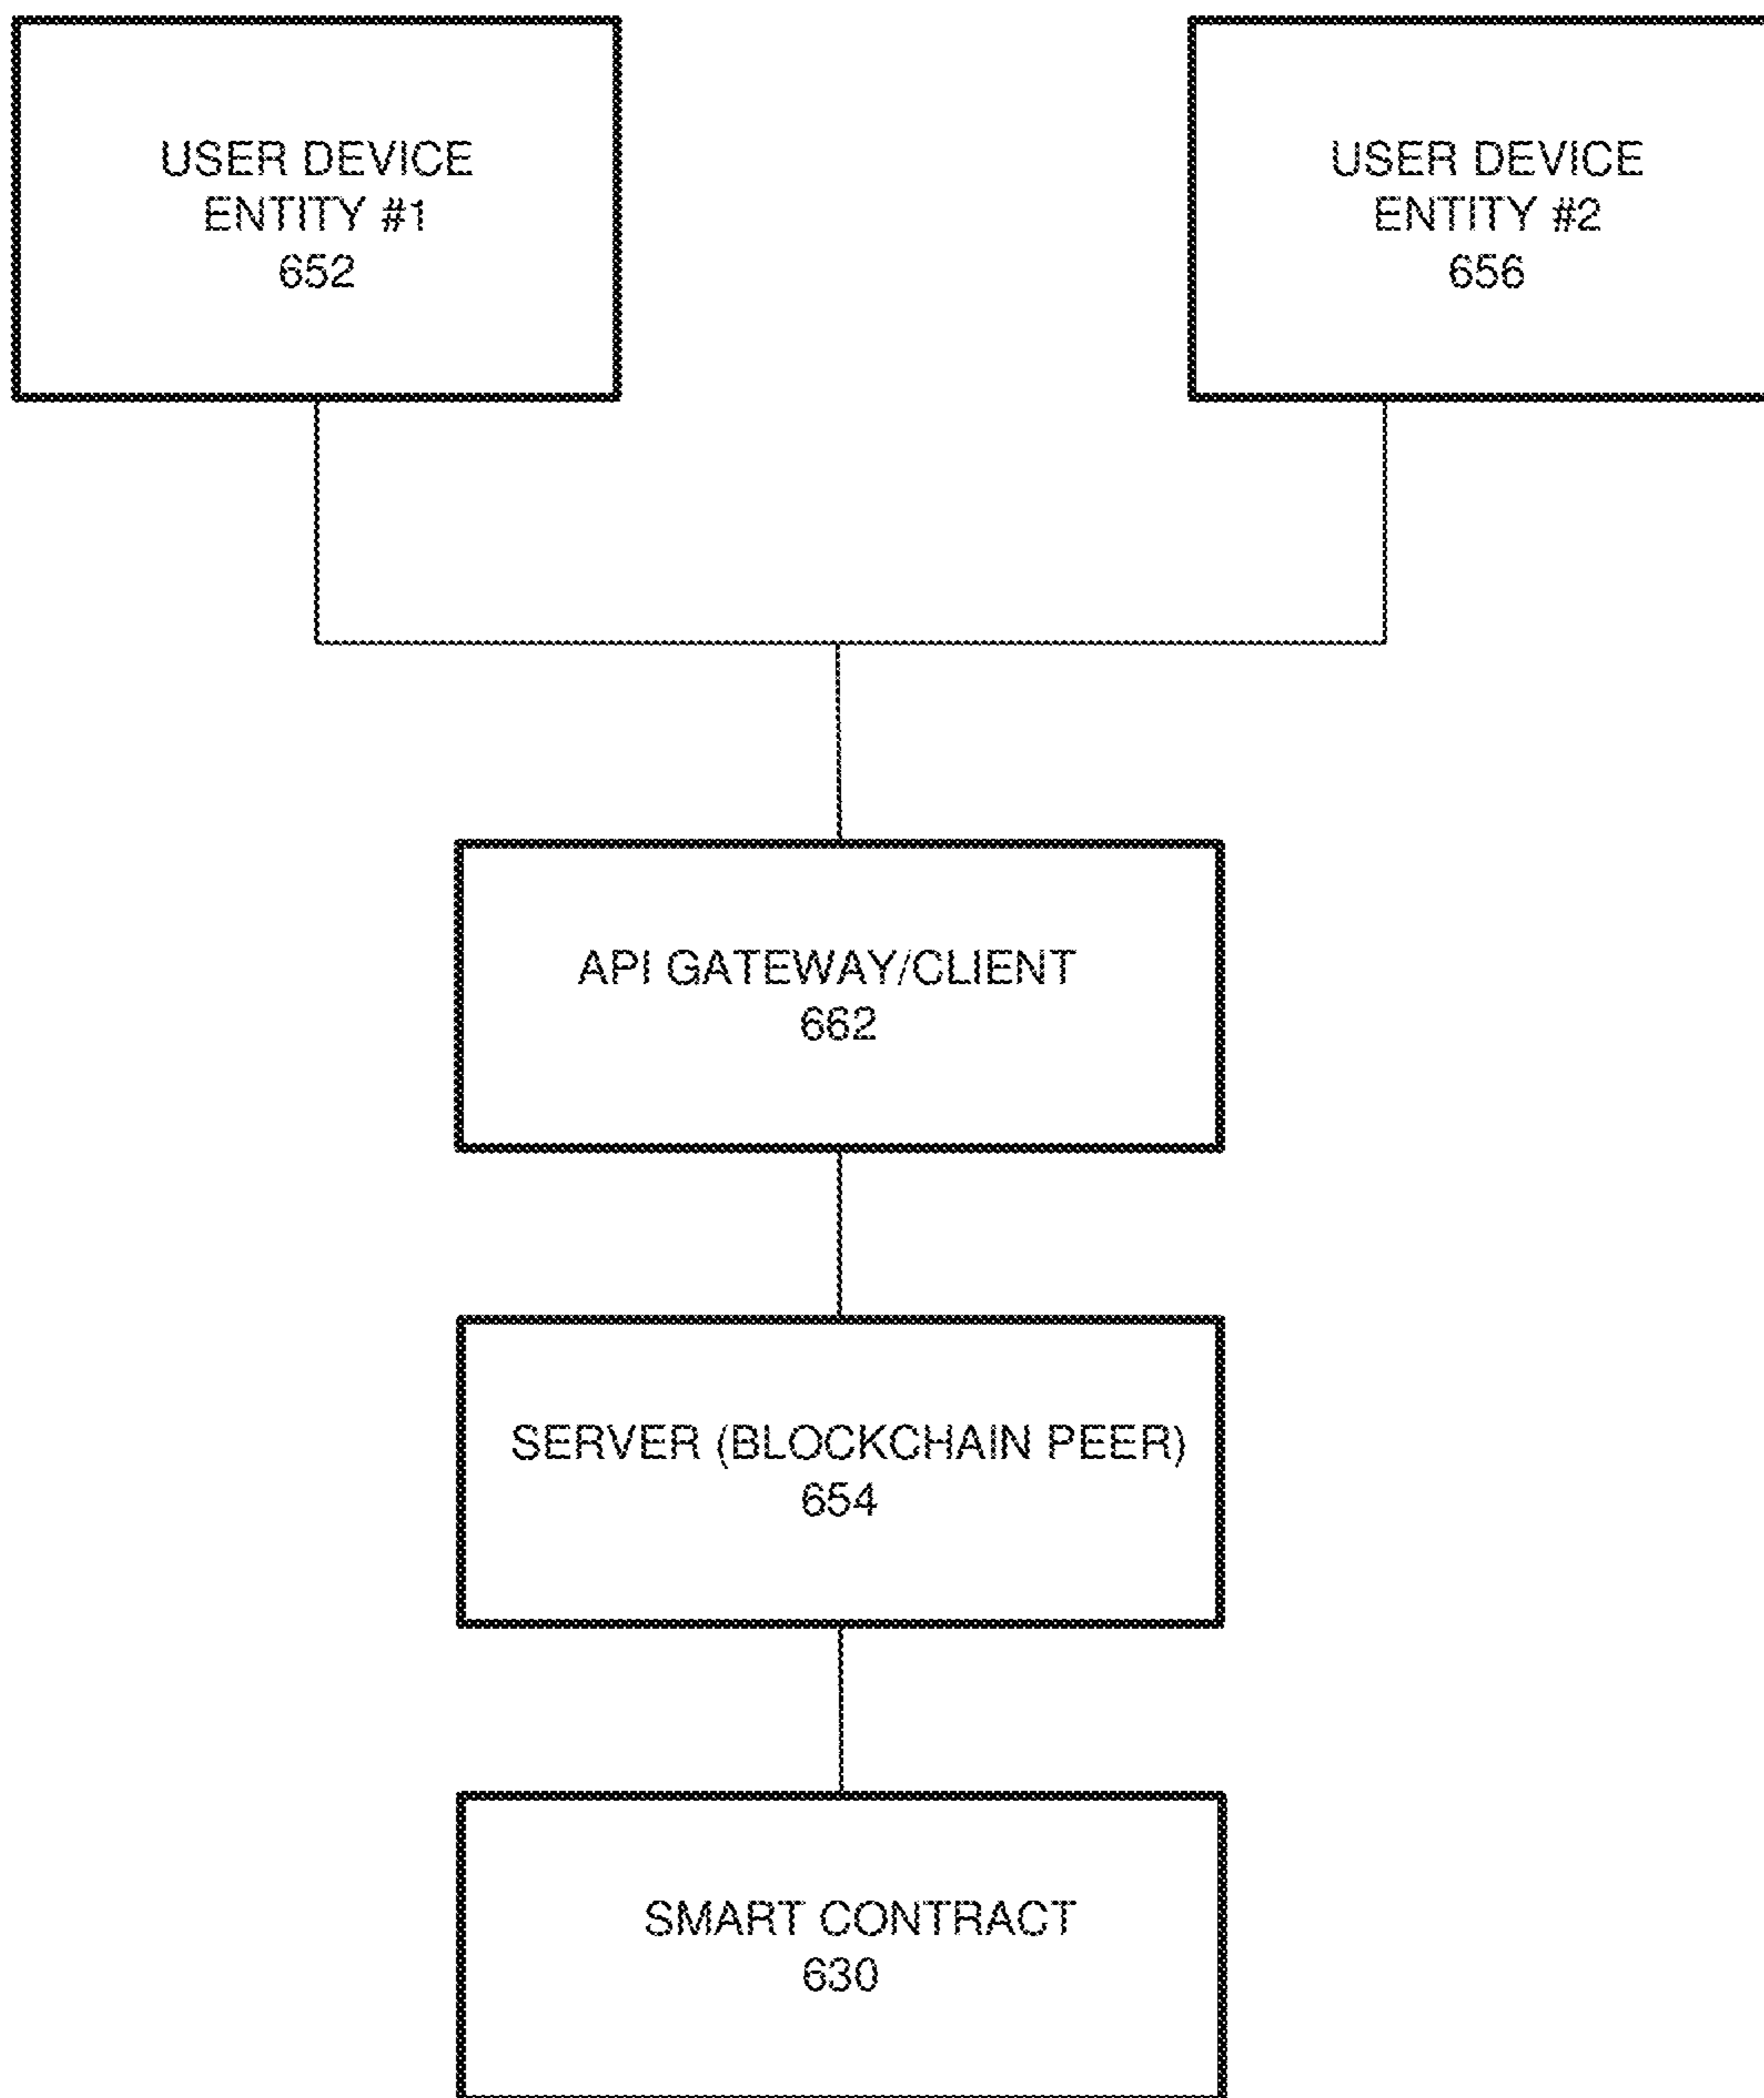 USER DEVICE
ENTITY #1
652
USER DEVICE
ENTITY #2
656
API GATEWAY/CLIENT
662
SERVER (BLOCKCHAIN PEER)
654
SMART CONTRACT
630